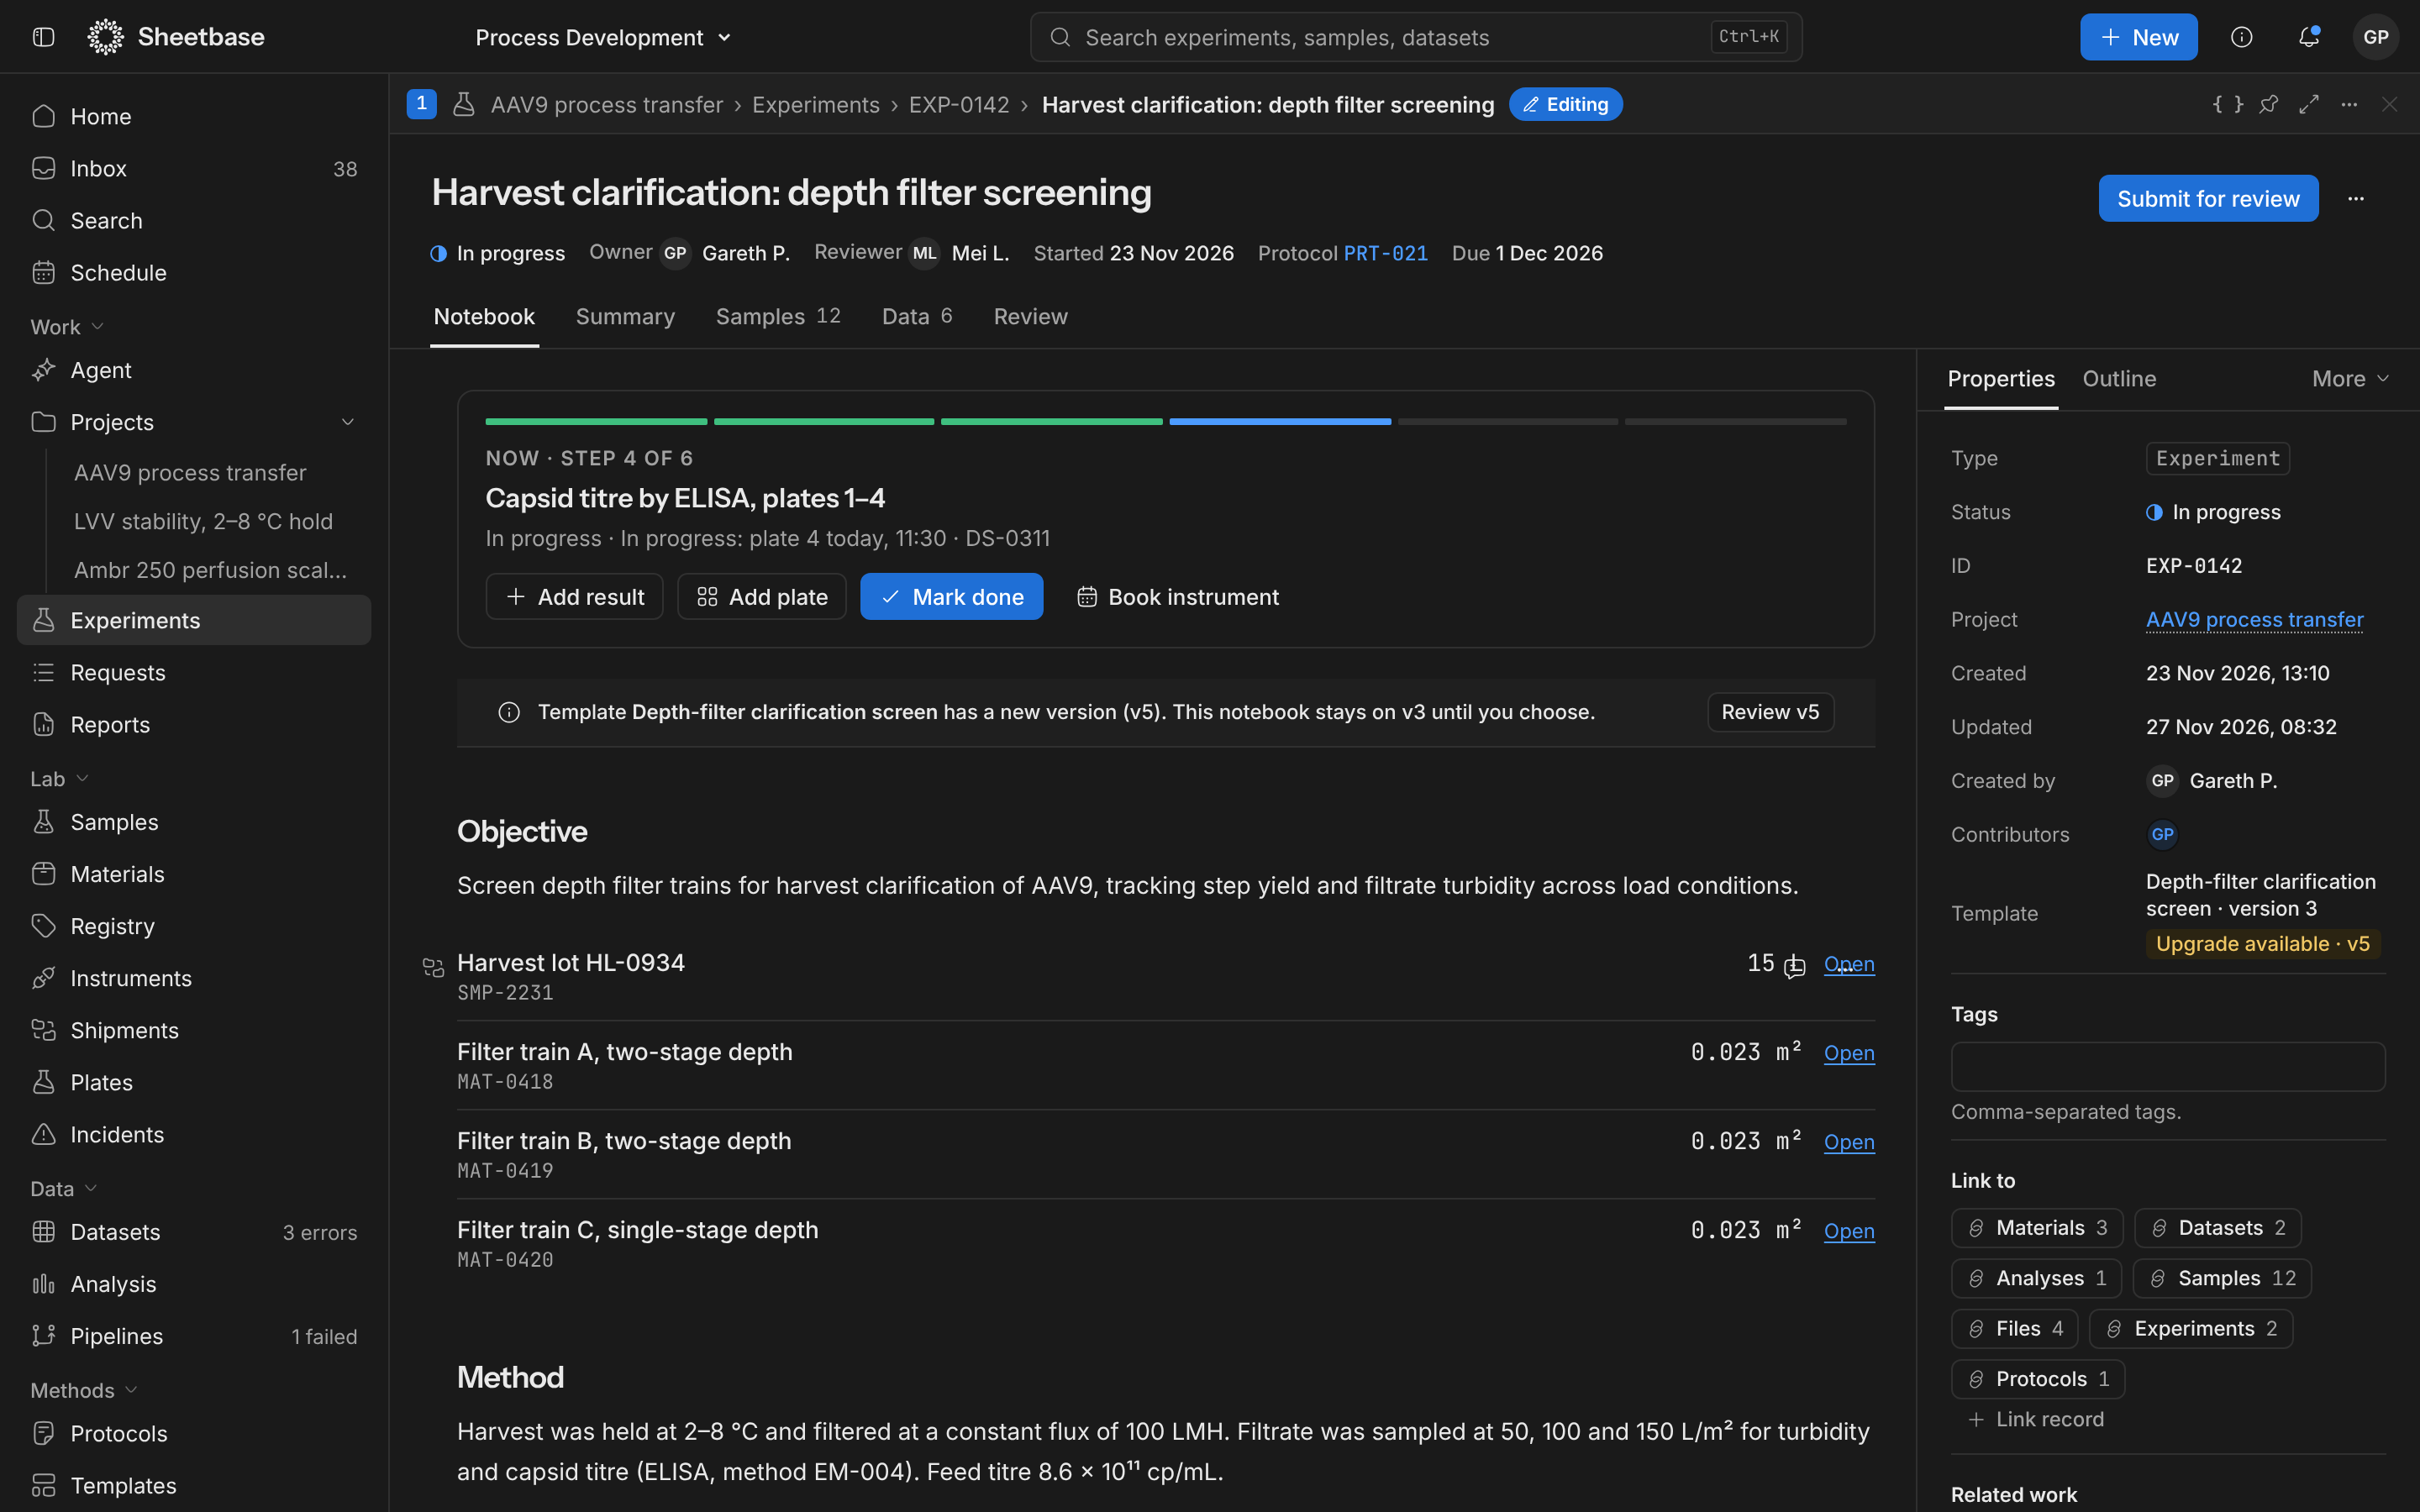 Sheetbase
Process Development
Search experiments, samples, datasets
Ctrl+K
New
GP
Home
Inbox 38
Search
Schedule
Work
Agent
Projects
AAV9 process transfer
LVV stability, 2–8 °C hold
Ambr 250 perfusion scal...
Experiments
Requests
Reports
Lab
Samples
Materials
Registry
Instruments
Shipments
Plates
Incidents
Data
Datasets 3 errors
Analysis
Pipelines 1 failed
Methods
Protocols
Templates
1 AAV9 process transfer › Experiments › EXP-0142 › Harvest clarification: depth filter screening Editing
Harvest clarification: depth filter screening
Submit for review
In progress Owner GP Gareth P. Reviewer ML Mei L. Started 23 Nov 2026 Protocol PRT-021 Due 1 Dec 2026
Notebook Summary Samples 12 Data 6 Review
NOW · STEP 4 OF 6
Capsid titre by ELISA, plates 1–4
In progress · In progress: plate 4 today, 11:30 · DS-0311
Add result Add plate Mark done Book instrument
Template Depth-filter clarification screen has a new version (v5). This notebook stays on v3 until you choose. Review v5
Objective
Screen depth filter trains for harvest clarification of AAV9, tracking step yield and filtrate turbidity across load conditions.
Harvest lot HL-0934 15 Open
SMP-2231
Filter train A, two-stage depth 0.023 m² Open
MAT-0418
Filter train B, two-stage depth 0.023 m² Open
MAT-0419
Filter train C, single-stage depth 0.023 m² Open
MAT-0420
Method
Harvest was held at 2–8 °C and filtered at a constant flux of 100 LMH. Filtrate was sampled at 50, 100 and 150 L/m² for turbidity
and capsid titre (ELISA, method EM-004). Feed titre 8.6 × 10¹¹ cp/mL.
Properties Outline More
Type Experiment
Status In progress
ID EXP-0142
Project AAV9 process transfer
Created 23 Nov 2026, 13:10
Updated 27 Nov 2026, 08:32
Created by GP Gareth P.
Contributors GP
Template Depth-filter clarification
screen · version 3
Upgrade available · v5
Tags
Comma-separated tags.
Link to
Materials 3 Datasets 2
Analyses 1 Samples 12
Files 4 Experiments 2
Protocols 1
Link record
Related work